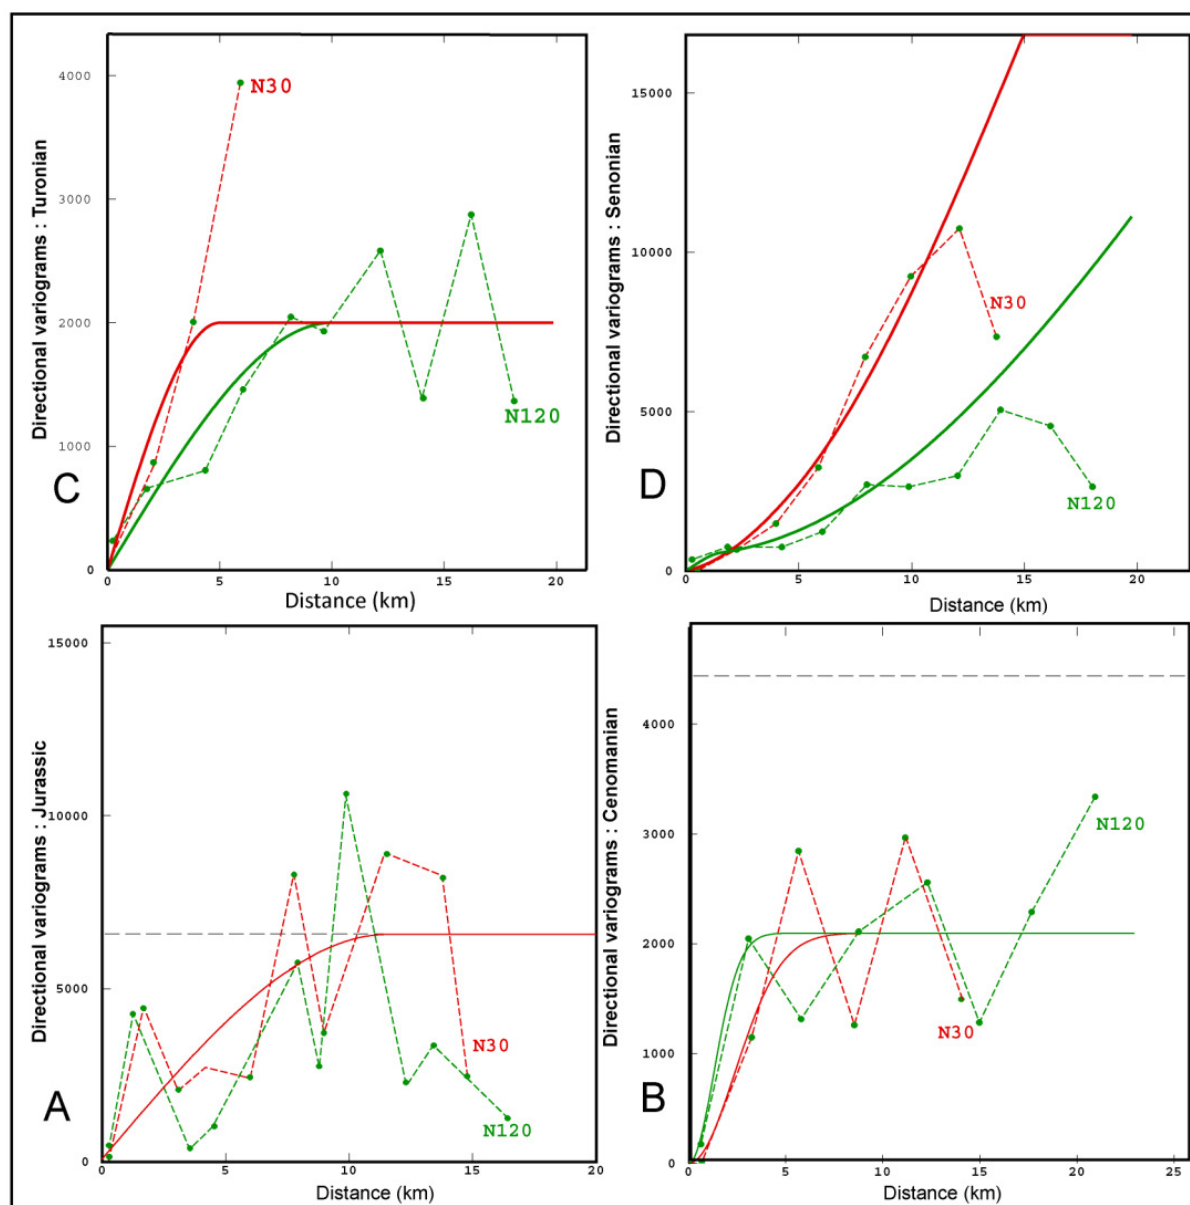 Directional variograms : Turonian
4000
3000
2000
1000
0
N30
N120
C
0 5 10 15 20
Distance (km)
Directional variograms : Senonian
15000
10000
5000
0
N30
N120
D
0 5 10 15 20
Distance (km)
Directional variograms : Jurassic
15000
10000
5000
0
N30
N120
A
0 5 10 15 20
Distance (km)
Directional variograms : Cenomanian
4000
3000
2000
1000
0
N120
N30
B
0 5 10 15 20 25
Distance (km)